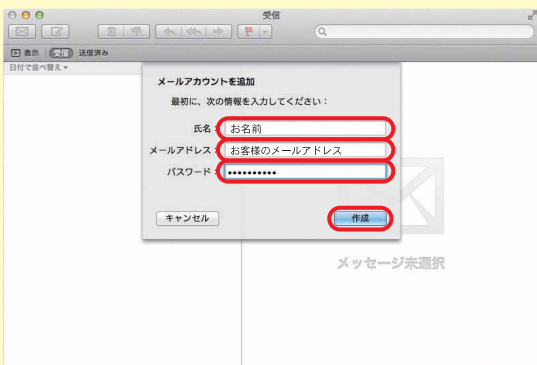 受信
表示 受信 送信済み
日付で並べ替え
メールアカウントを追加
最初に、次の情報を入力してください：
氏名： お名前
メールアドレス： お客様のメールアドレス
パスワード： ••••••••••
キャンセル 作成
メッセージ未選択